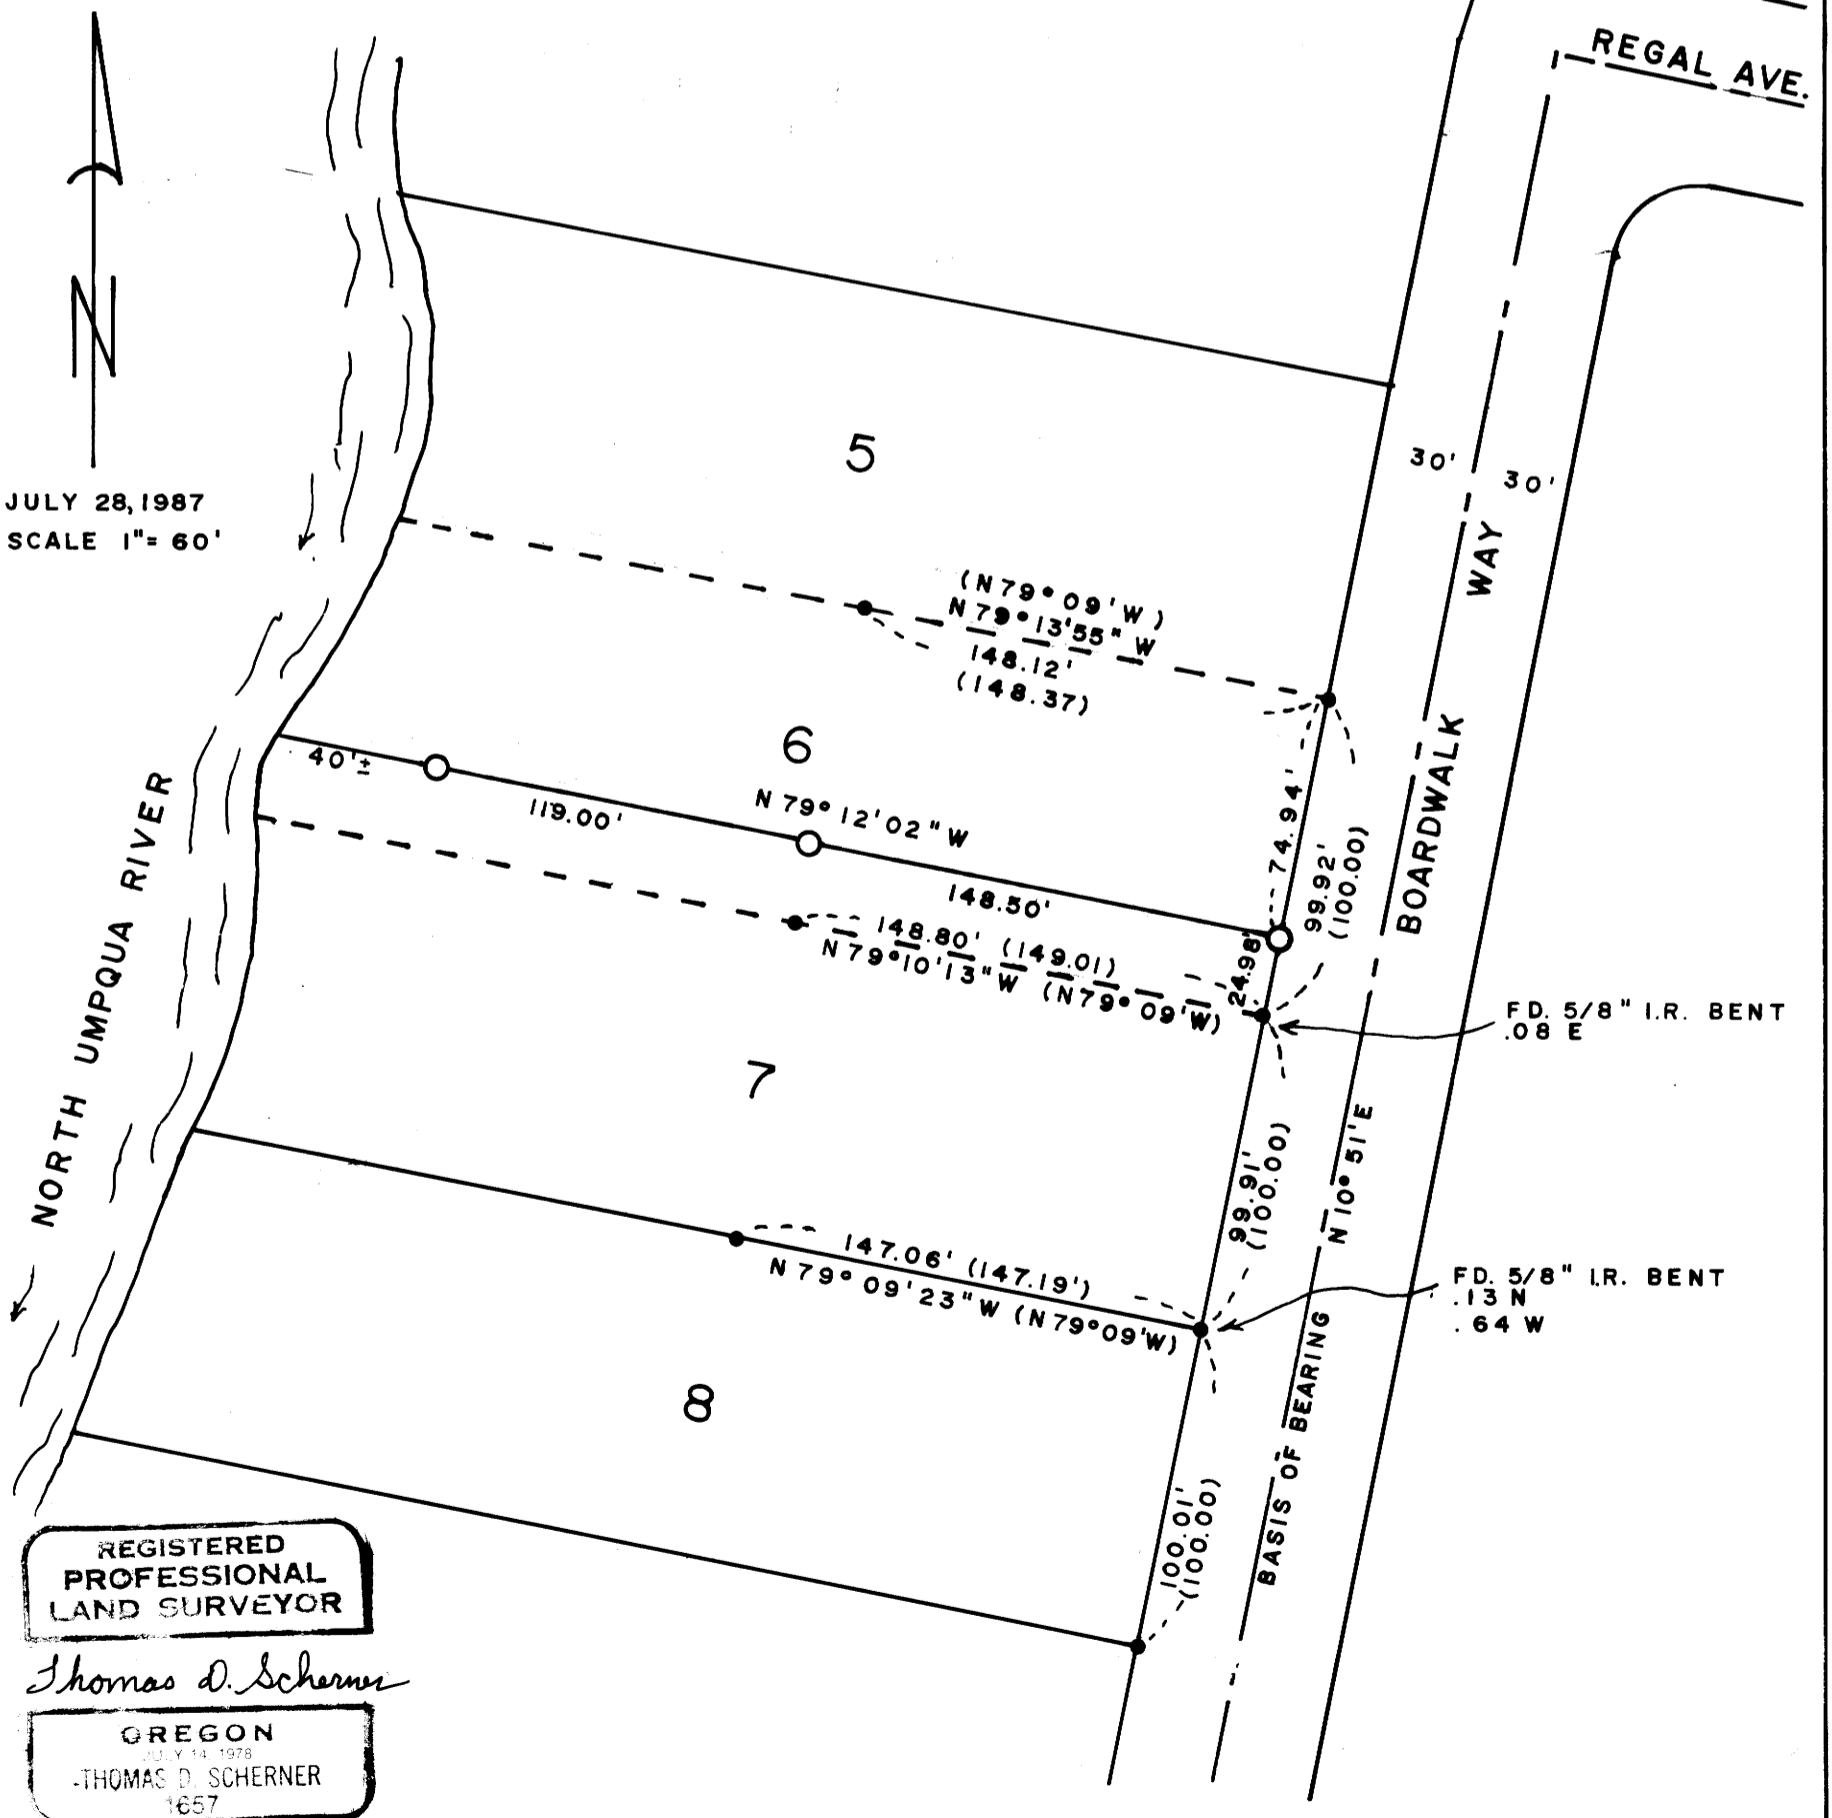 REGAL AVE.
N
JULY 28, 1987
SCALE 1"= 60'
5
30'
30'
(N 79° 09' W)
N 79° 13' 55" W
148.12'
(148.37)
BOARDWALK WAY
6
40'±
119.00'
N 79° 12' 02" W
148.50'
74.94'
99.92'
(100.00)
24.98'
NORTH UMPQUA RIVER
148.80' (149.01)
N 79° 10' 13" W (N 79° 09' W)
FD. 5/8" I.R. BENT
.08 E
7
99.91'
(100.00)
N 10° 51' E
147.06' (147.19')
N 79° 09' 23" W (N 79° 09' W)
FD. 5/8" I.R. BENT
.13 N
.64 W
BASIS OF BEARING
8
100.01'
(100.00)
REGISTERED
PROFESSIONAL
LAND SURVEYOR
Thomas D. Scherner
OREGON
JULY 14, 1978
THOMAS D. SCHERNER
1657